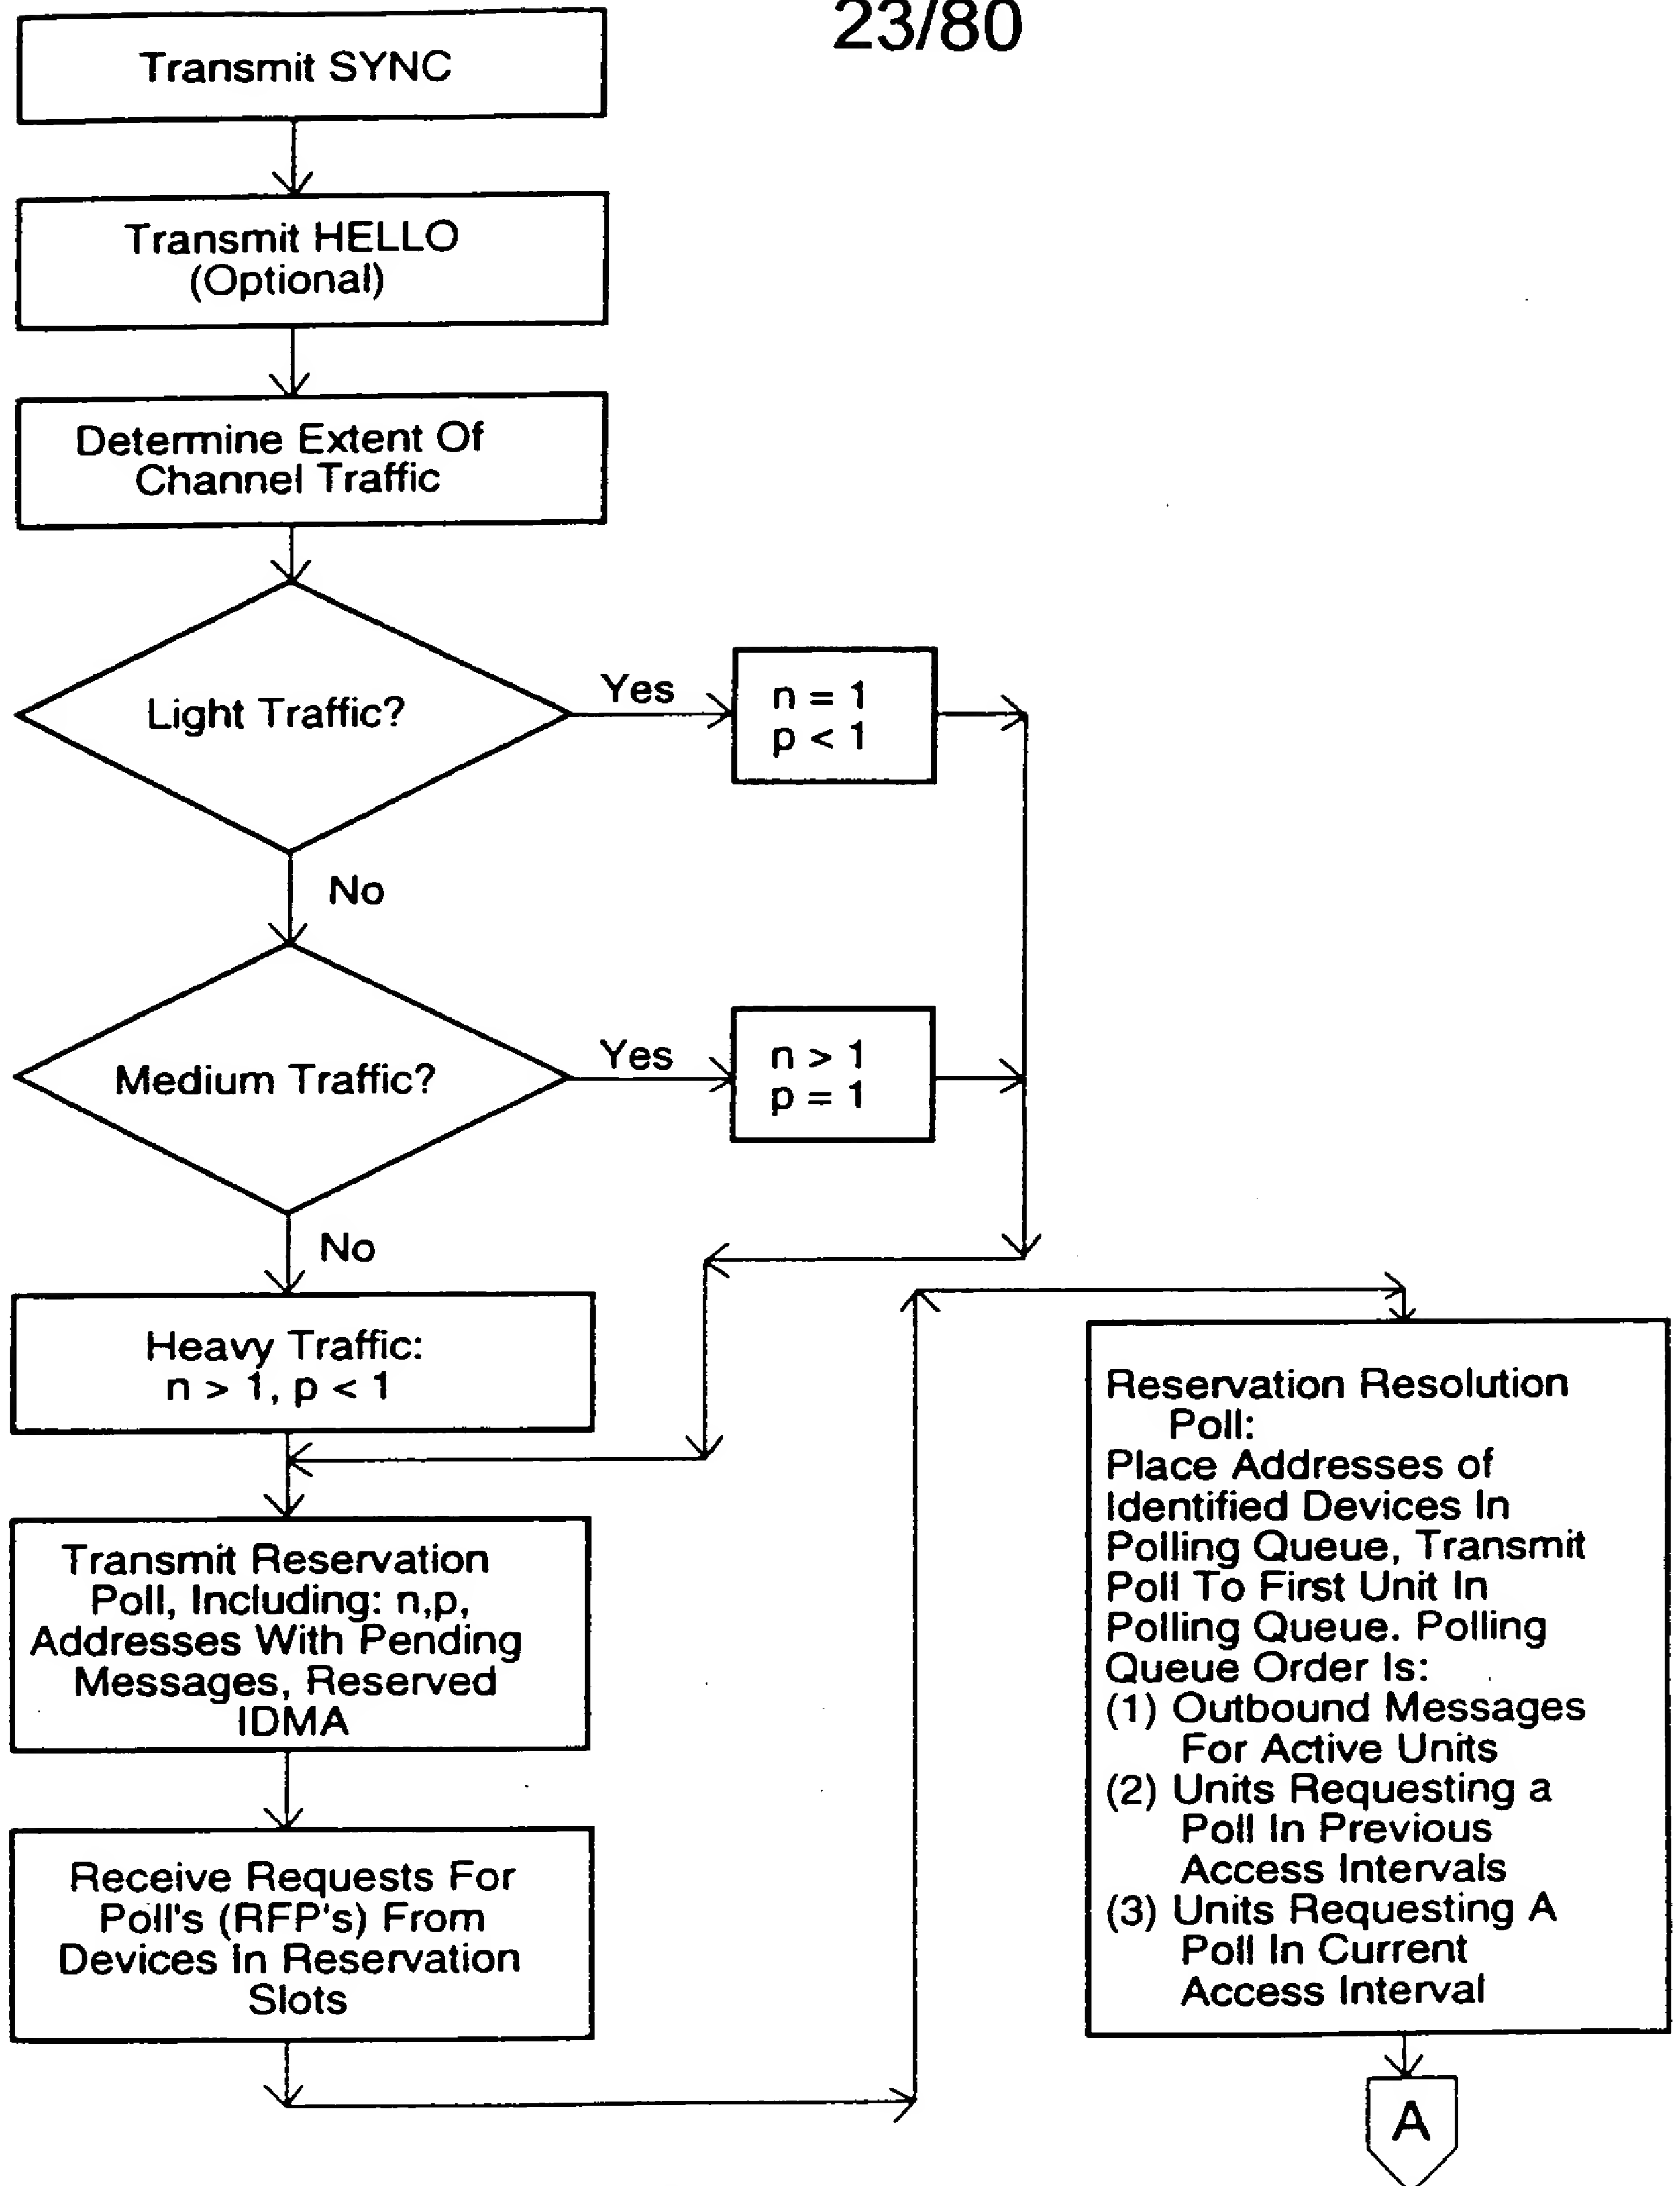 23/80
Transmit SYNC
Transmit HELLO
(Optional)
Determine Extent Of
Channel Traffic
Light Traffic?
Yes
n = 1
p < 1
No
Medium Traffic?
Yes
n > 1
p = 1
No
Heavy Traffic:
n > 1, p < 1
Transmit Reservation
Poll, Including: n,p,
Addresses With Pending
Messages, Reserved
IDMA
Receive Requests For
Poll's (RFP's) From
Devices In Reservation
Slots
Reservation Resolution
Poll:
Place Addresses of
Identified Devices In
Polling Queue, Transmit
Poll To First Unit In
Polling Queue. Polling
Queue Order Is:
(1) Outbound Messages
For Active Units
(2) Units Requesting a
Poll In Previous
Access Intervals
(3) Units Requesting A
Poll In Current
Access Interval
A